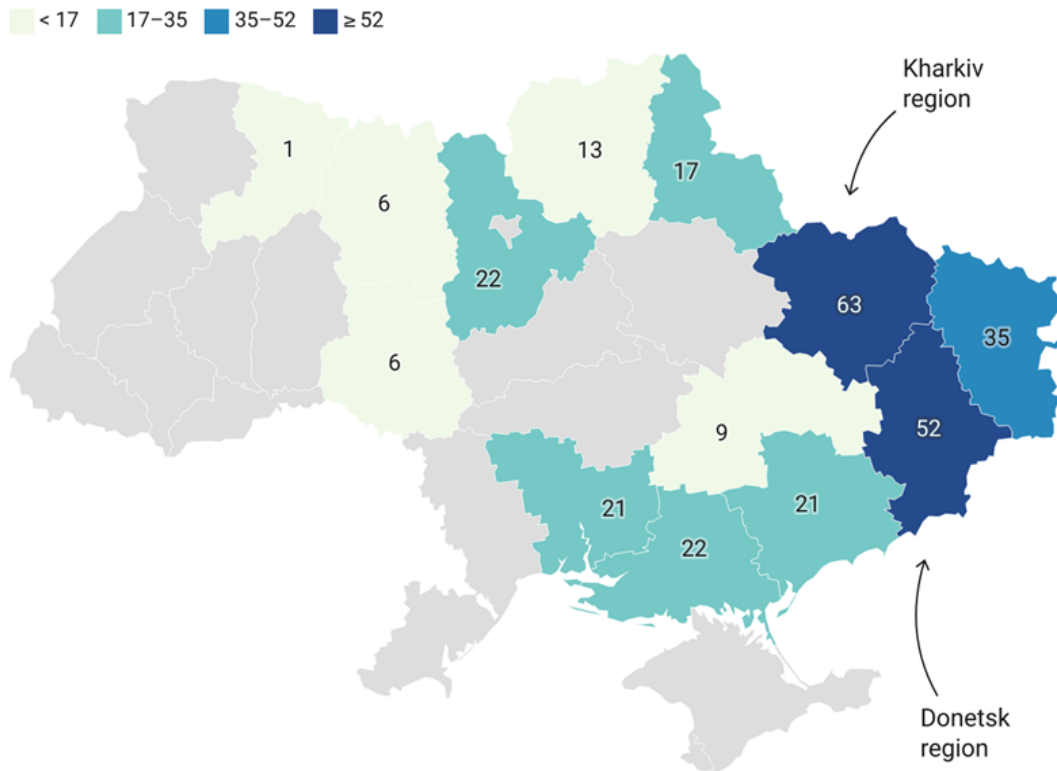 < 17 17–35 35–52 ≥ 52
Kharkiv
region
1
13
17
6
22
63
35
6
9
52
21
21
22
Donetsk
region